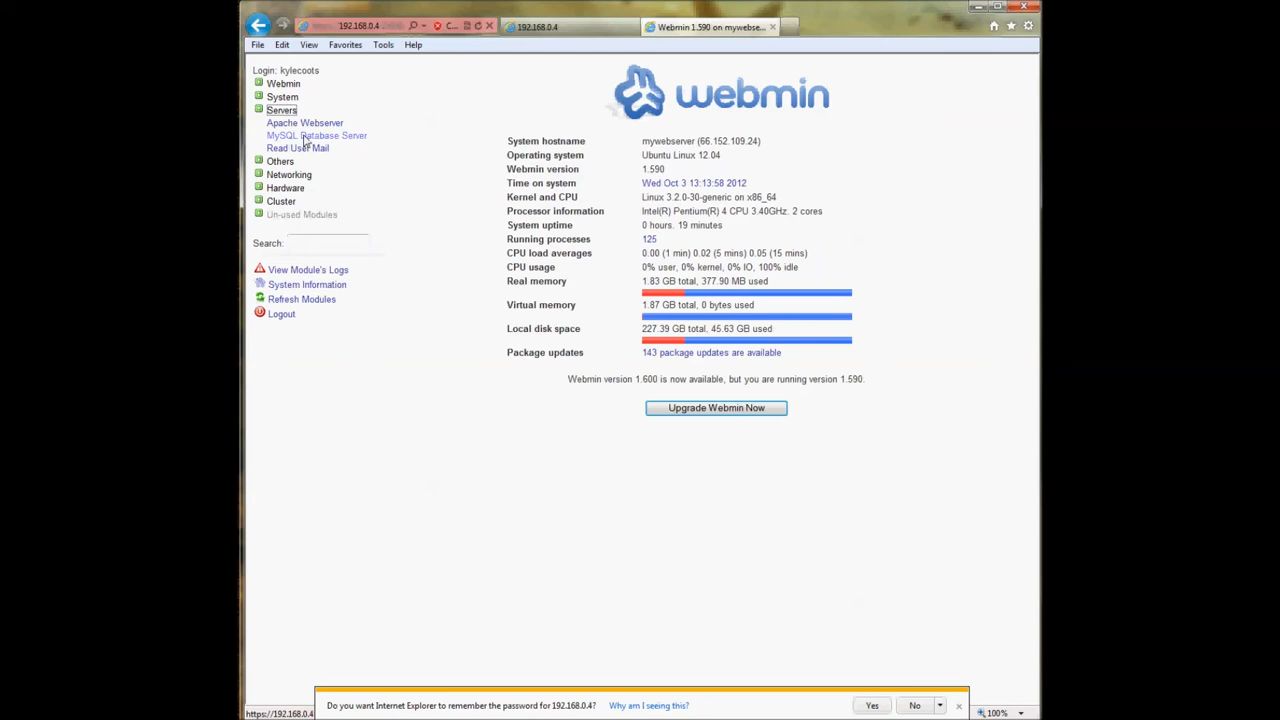 192.168.0.4
C...
192.168.0.4
Webmin 1.590 on mywebse...
File Edit View Favorites Tools Help
Login: kylecoots
Webmin
System
Servers
Apache Webserver
MySQL Database Server
Read User Mail
Others
Networking
Hardware
Cluster
Un-used Modules
Search:
View Module's Logs
System Information
Refresh Modules
Logout
webmin
System hostname mywebserver (66.152.109.24)
Operating system Ubuntu Linux 12.04
Webmin version 1.590
Time on system Wed Oct 3 13:13:58 2012
Kernel and CPU Linux 3.2.0-30-generic on x86_64
Processor information Intel(R) Pentium(R) 4 CPU 3.40GHz. 2 cores
System uptime 0 hours. 19 minutes
Running processes 125
CPU load averages 0.00 (1 min) 0.02 (5 mins) 0.05 (15 mins)
CPU usage 0% user, 0% kernel, 0% IO, 100% idle
Real memory 1.83 GB total, 377.90 MB used
Virtual memory 1.87 GB total, 0 bytes used
Local disk space 227.39 GB total, 45.63 GB used
Package updates 143 package updates are available
Webmin version 1.600 is now available, but you are running version 1.590.
Upgrade Webmin Now
Do you want Internet Explorer to remember the password for 192.168.0.4? Why am I seeing this? Yes No
https://192.168.0.4
100%